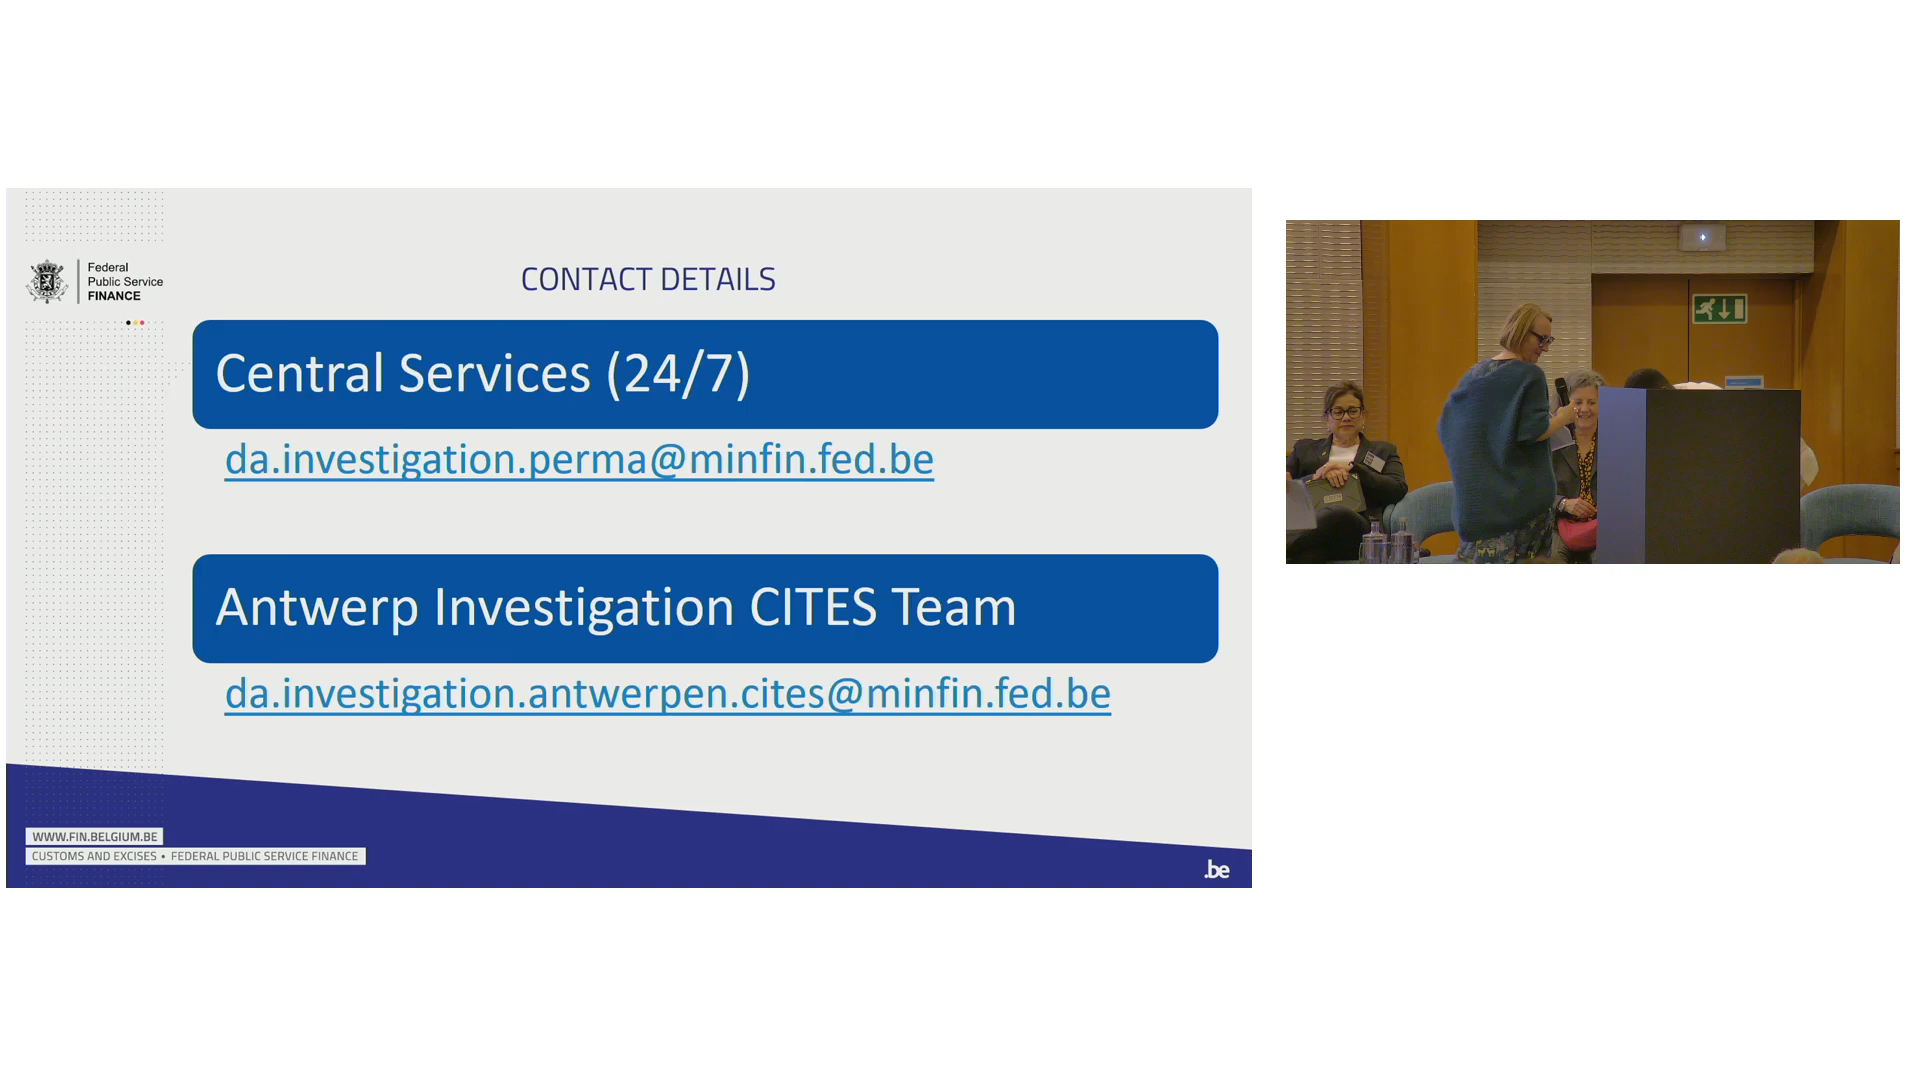 Federal
Public Service
FINANCE
CONTACT DETAILS
Central Services (24/7)
da.investigation.perma@minfin.fed.be
Antwerp Investigation CITES Team
da.investigation.antwerpen.cites@minfin.fed.be
WWW.FIN.BELGIUM.BE
CUSTOMS AND EXCISES • FEDERAL PUBLIC SERVICE FINANCE
.be